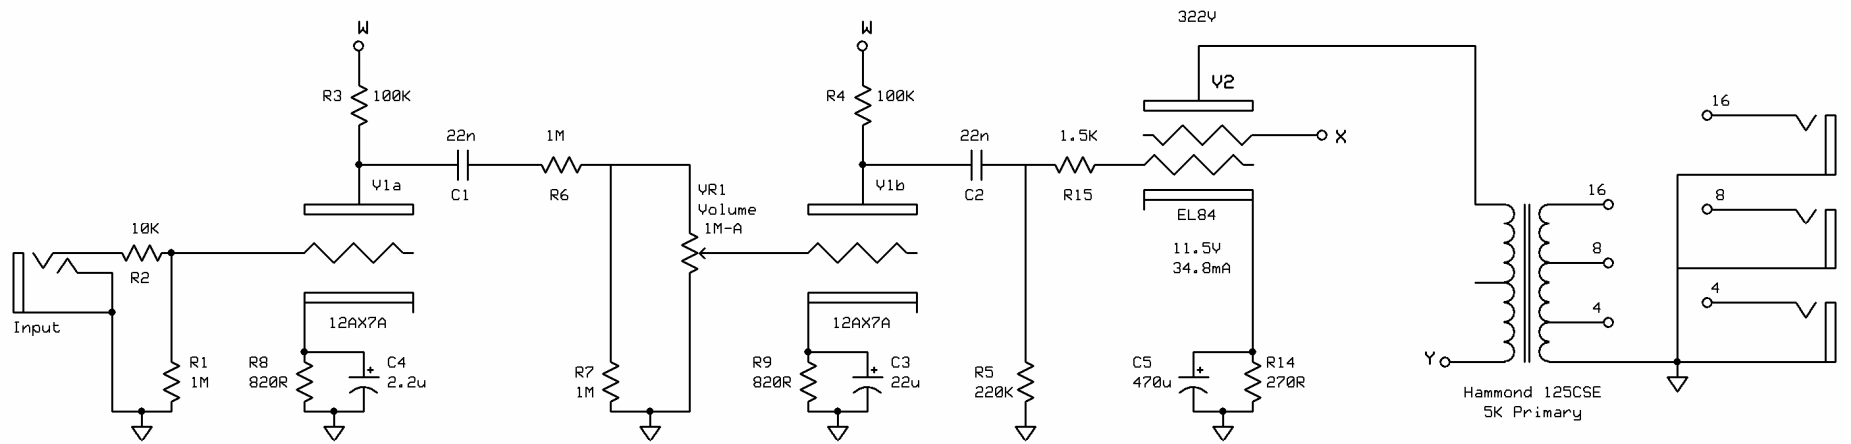 322V
W
W
R3 100K
R4 100K
V2
16
22n
1M
22n
1.5K
X
V1a
C1
R6
VR1
Volume
1M-A
V1b
C2
R15
EL84
16
8
10K
R2
11.5V
34.8mA
8
4
Input
12AX7A
12AX7A
4
Y
R1
1M
R8
820R
+
C4
2.2u
R7
1M
R9
820R
+
C3
22u
R5
220K
C5
470u
+
R14
270R
Hammond 125CSE
5K Primary